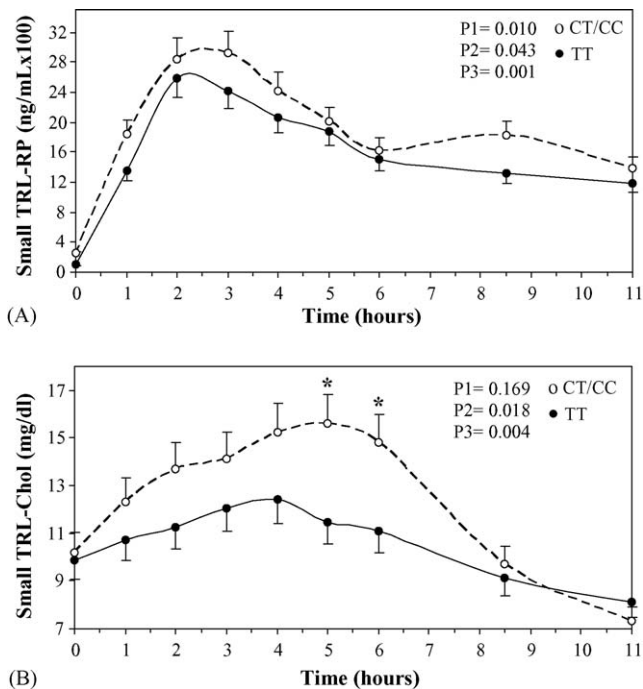 P1= 0.010 CT/CC
P2= 0.043 TT
P3= 0.001
Small TRL-RP (ng/mLx100)
32
28
24
20
16
12
8
4
0
0 1 2 3 4 5 6 7 8 9 10 11
Time (hours)
(A)
P1= 0.169 CT/CC
P2= 0.018 TT
P3= 0.004
* *
Small TRL-Chol (mg/dl)
17
15
13
11
9
7
0 1 2 3 4 5 6 7 8 9 10 11
Time (hours)
(B)